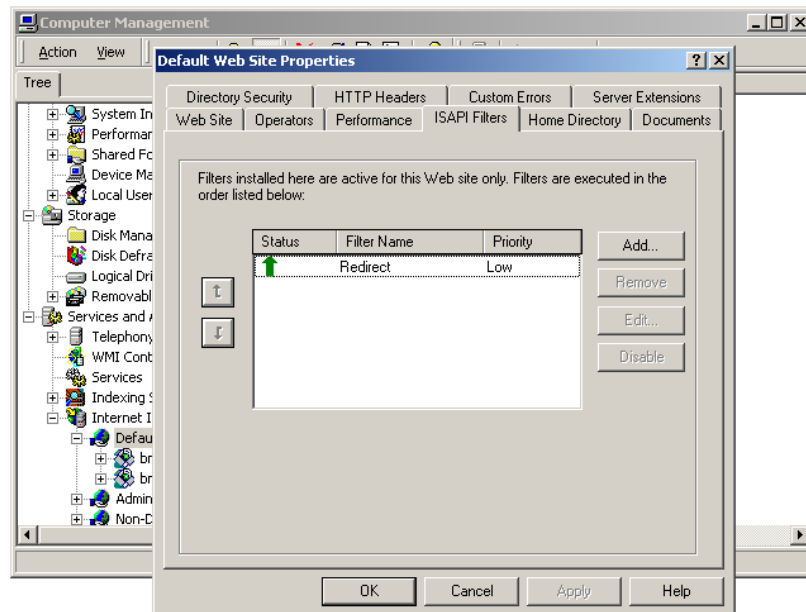 Computer Management
Action View
Tree
System In
Performar
Shared Fo
Device Ma
Local User
Storage
Disk Mana
Disk Defra
Logical Dri
Removabl
Services and A
Telephony
WMI Cont
Services
Indexing S
Internet I
Defau
br
br
Admin
Non-D
Default Web Site Properties
Directory Security HTTP Headers Custom Errors Server Extensions
Web Site Operators Performance ISAPI Filters Home Directory Documents
Filters installed here are active for this Web site only. Filters are executed in the
order listed below:
Status Filter Name Priority
Redirect Low
Add...
Remove
Edit...
Disable
OK Cancel Apply Help